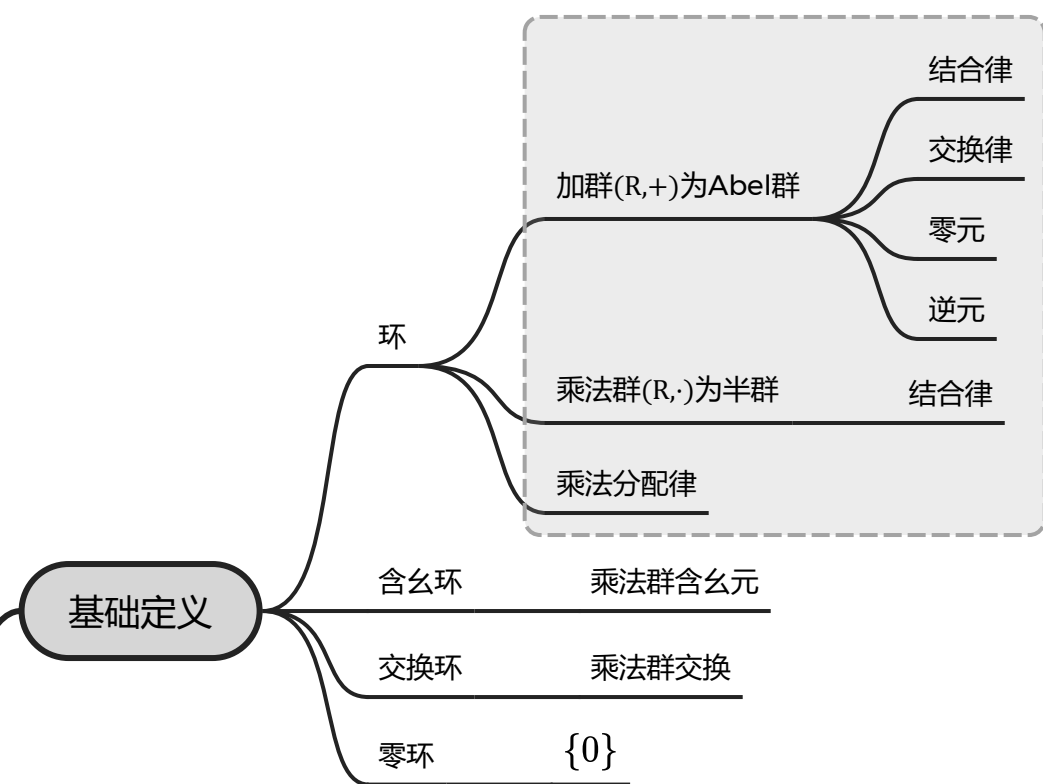 基础定义
环
加群(R,+)为Abel群
结合律
交换律
零元
逆元
乘法群(R,·)为半群
结合律
乘法分配律
含幺环
乘法群含幺元
交换环
乘法群交换
零环
{0}